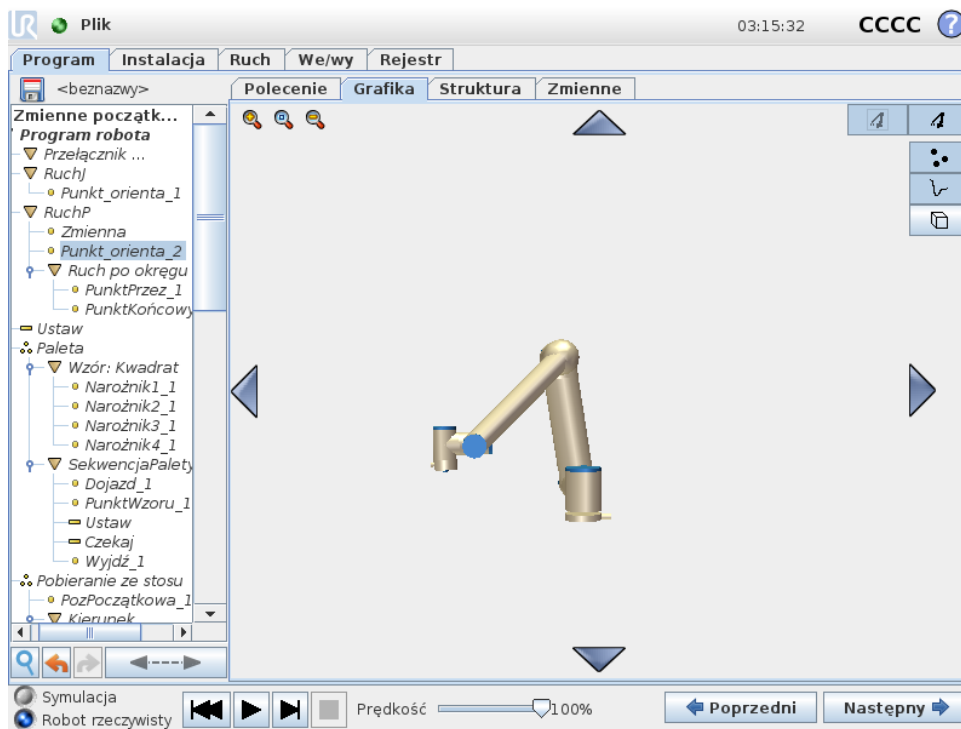 UR Plik 03:15:32 CCCC ?
Program Instalacja Ruch We/wy Rejestr
<beznazwy> Polecenie Grafika Struktura Zmienne
Zmienne początk...
Program robota
Przełącznik ...
RuchJ
Punkt_orienta_1
RuchP
Zmienna
Punkt_orienta_2
Ruch po okręgu
PunktPrzez_1
PunktKońcowy
Ustaw
Paleta
Wzór: Kwadrat
Narożnik1_1
Narożnik2_1
Narożnik3_1
Narożnik4_1
SekwencjaPalety
Dojazd_1
PunktWzoru_1
Ustaw
Czekaj
Wyjdź_1
Pobieranie ze stosu
PozPoczątkowa_1
Kierunek
Symulacja
Robot rzeczywisty
Prędkość 100% Poprzedni Następny